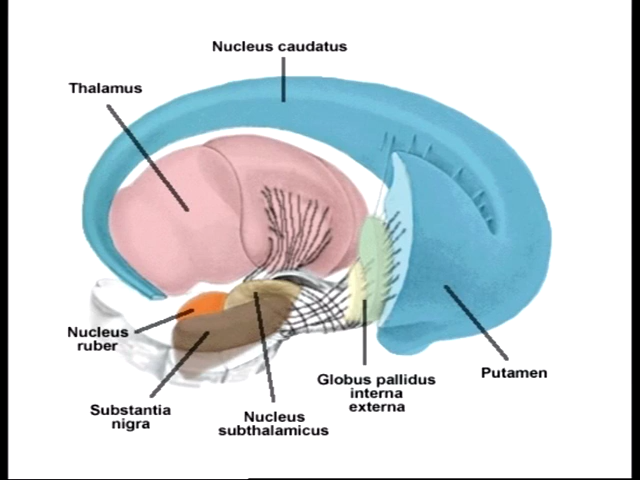 Nucleus caudatus
Thalamus
Nucleus
ruber
Substantia
nigra
Nucleus
subthalamicus
Globus pallidus
interna
externa
Putamen